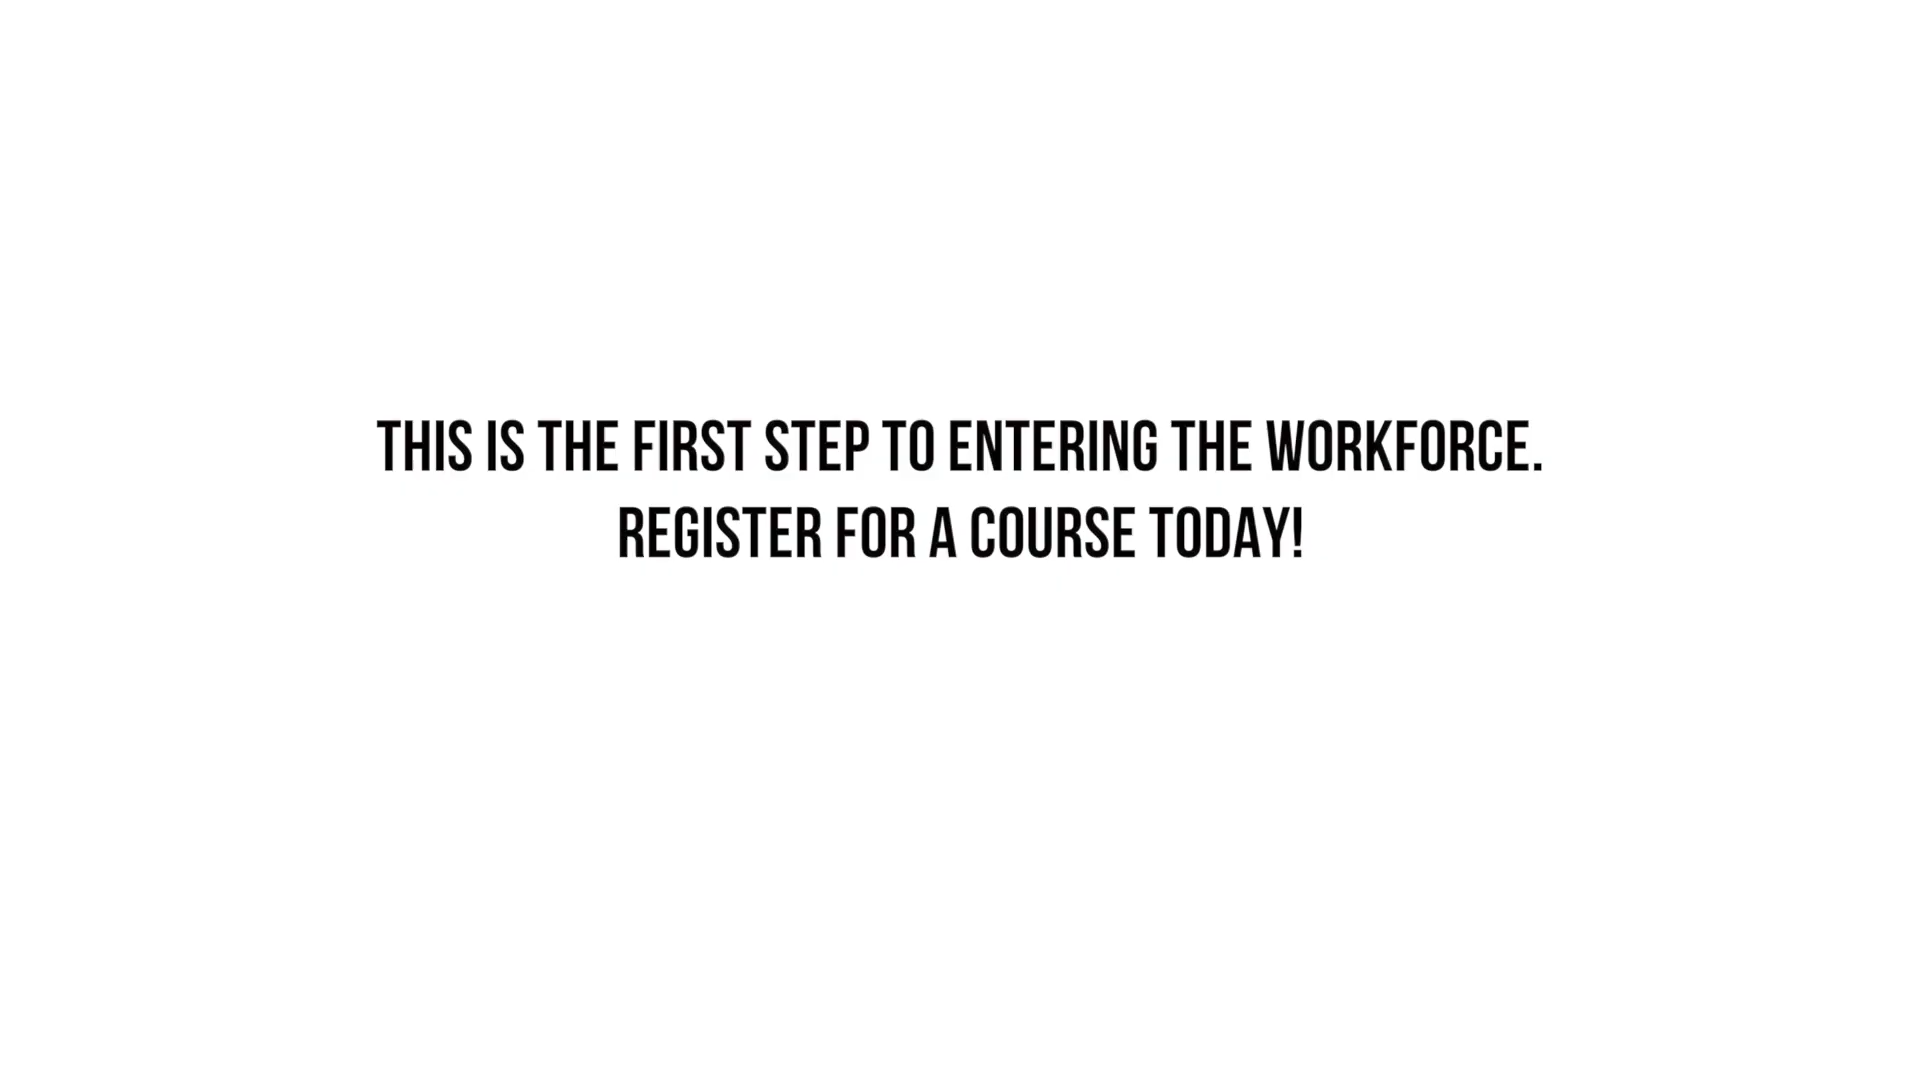 THIS IS THE FIRST STEP TO ENTERING THE WORKFORCE.
REGISTER FOR A COURSE TODAY!